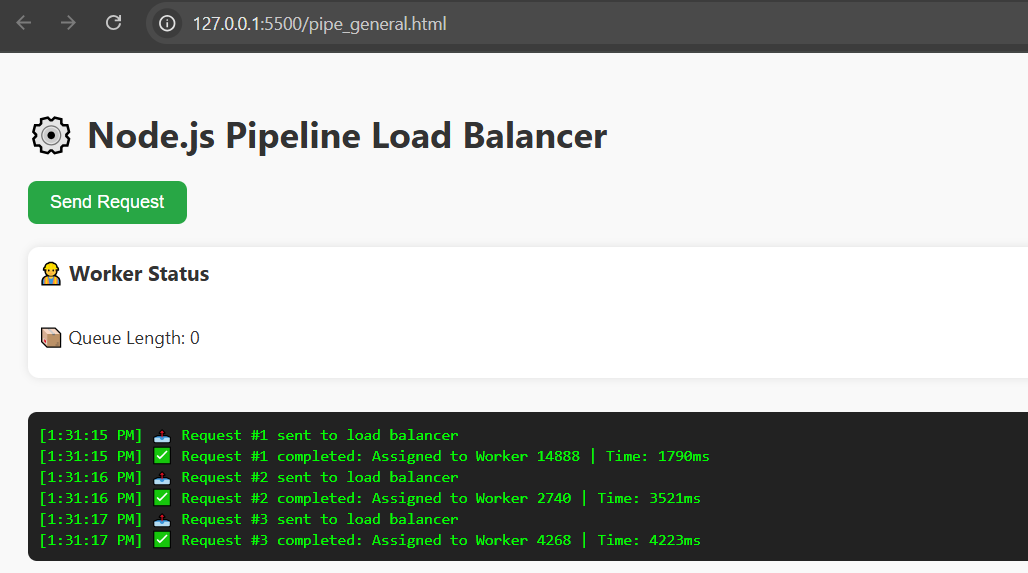 127.0.0.1:5500/pipe_general.html
Node.js Pipeline Load Balancer
Send Request
Worker Status
Queue Length: 0
[1:31:15 PM] Request #1 sent to load balancer
[1:31:15 PM] ✅ Request #1 completed: Assigned to Worker 14888 | Time: 1790ms
[1:31:16 PM] Request #2 sent to load balancer
[1:31:16 PM] ✅ Request #2 completed: Assigned to Worker 2740 | Time: 3521ms
[1:31:17 PM] Request #3 sent to load balancer
[1:31:17 PM] ✅ Request #3 completed: Assigned to Worker 4268 | Time: 4223ms